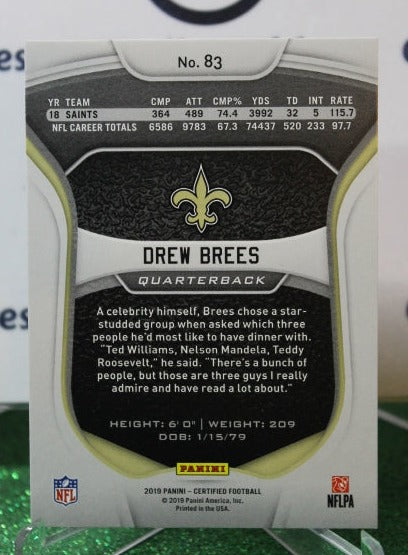 No. 83
YR TEAM CMP ATT CMP% YDS TD INT RATE
18 SAINTS 364 489 74.4 3992 32 5 115.7
NFL CAREER TOTALS 6586 9783 67.3 74437 520 233 97.7
DREW BREES
QUARTERBACK
A celebrity himself, Brees chose a star-
studded group when asked which three
people he'd most like to have dinner with.
"Ted Williams, Nelson Mandela, Teddy
Roosevelt," he said. "There's a bunch of
people, but those are three guys I really
admire and have read a lot about."
HEIGHT: 6' 0" | WEIGHT: 209
DOB: 1/15/79
PANINI
NFL
2019 PANINI – CERTIFIED FOOTBALL
© 2019 Panini America, Inc.
Printed in the USA.
NFLPA